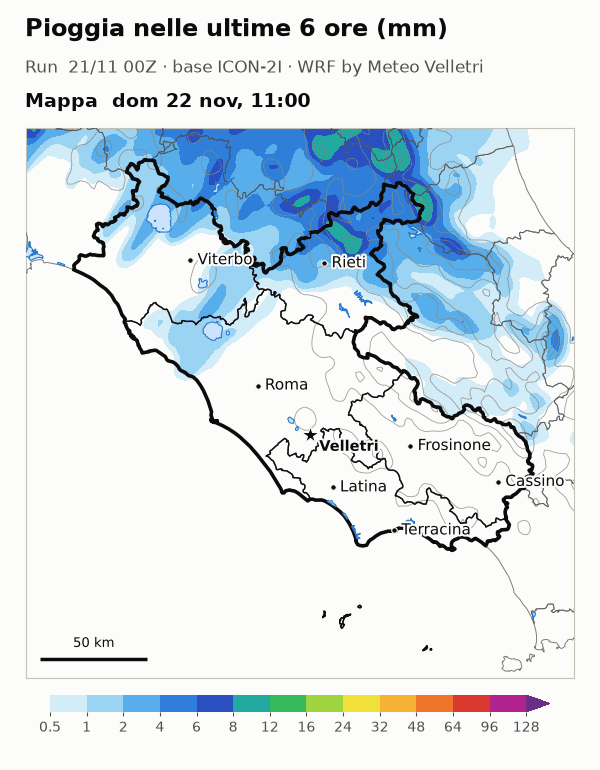 Pioggia nelle ultime 6 ore (mm)
Run  21/11 00Z · base ICON-2I · WRF by Meteo Velletri
Mappa  dom 22 nov, 11:00
Viterbo
Rieti
Roma
Velletri
Frosinone
Cassino
Latina
Terracina
50 km
0.5 1 2 4 6 8 12 16 24 32 48 64 96 128